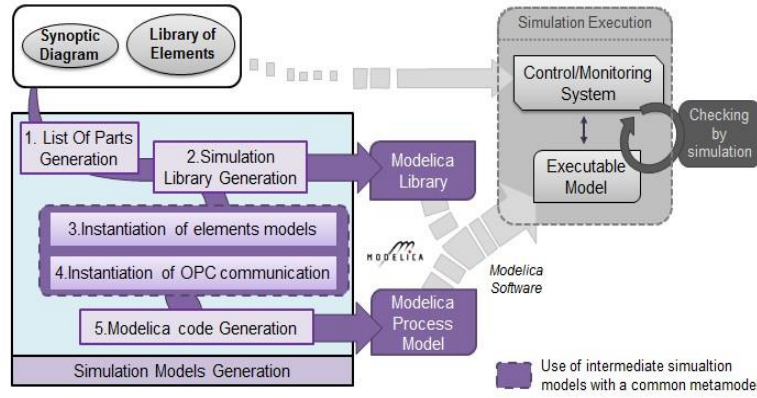 Synoptic
Diagram
Library of
Elements
Simulation Execution
Control/Monitoring
System
Checking
by
simulation
Executable
Model
1. List Of Parts
Generation
2.Simulation
Library Generation
Modelica
Library
3.Instantiation of elements models
4.Instantiation of OPC communication
MODELICA
Modelica
Software
5.Modelica code Generation
Modelica
Process
Model
Simulation Models Generation
Use of intermediate simualtion
models with a common metamode